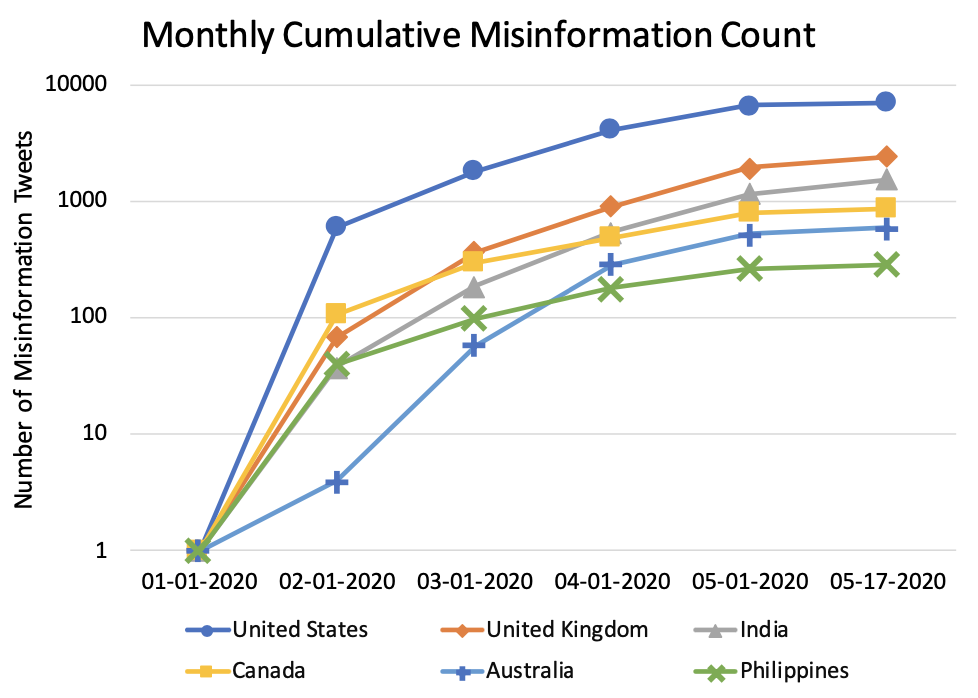 Monthly Cumulative Misinformation Count
Number of Misinformation Tweets
10000
1000
100
10
1
01-01-2020 02-01-2020 03-01-2020 04-01-2020 05-01-2020 05-17-2020
United States United Kingdom India
Canada Australia Philippines